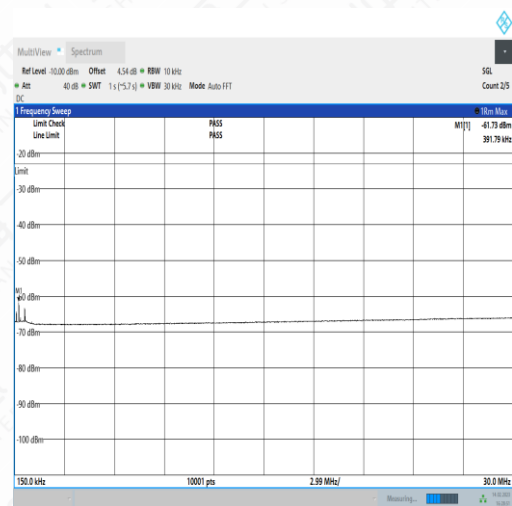 MultiView Spectrum
Ref Level -10.00 dBm Offset 4.54 dB RBW 10 kHz SGL
Att 40 dB SWT 1 s (~5.7 s) VBW 30 kHz Mode Auto FFT Count 2/5
DC
1 Frequency Sweep 1Rm Max
Limit Check PASS M1[1] -61.73 dBm
Line Limit PASS 391.79 kHz
-20 dBm
Limit
-30 dBm
-40 dBm
-50 dBm
M1
-60 dBm
-70 dBm
-80 dBm
-90 dBm
-100 dBm
150.0 kHz 10001 pts 2.99 MHz/ 30.0 MHz
Measuring...